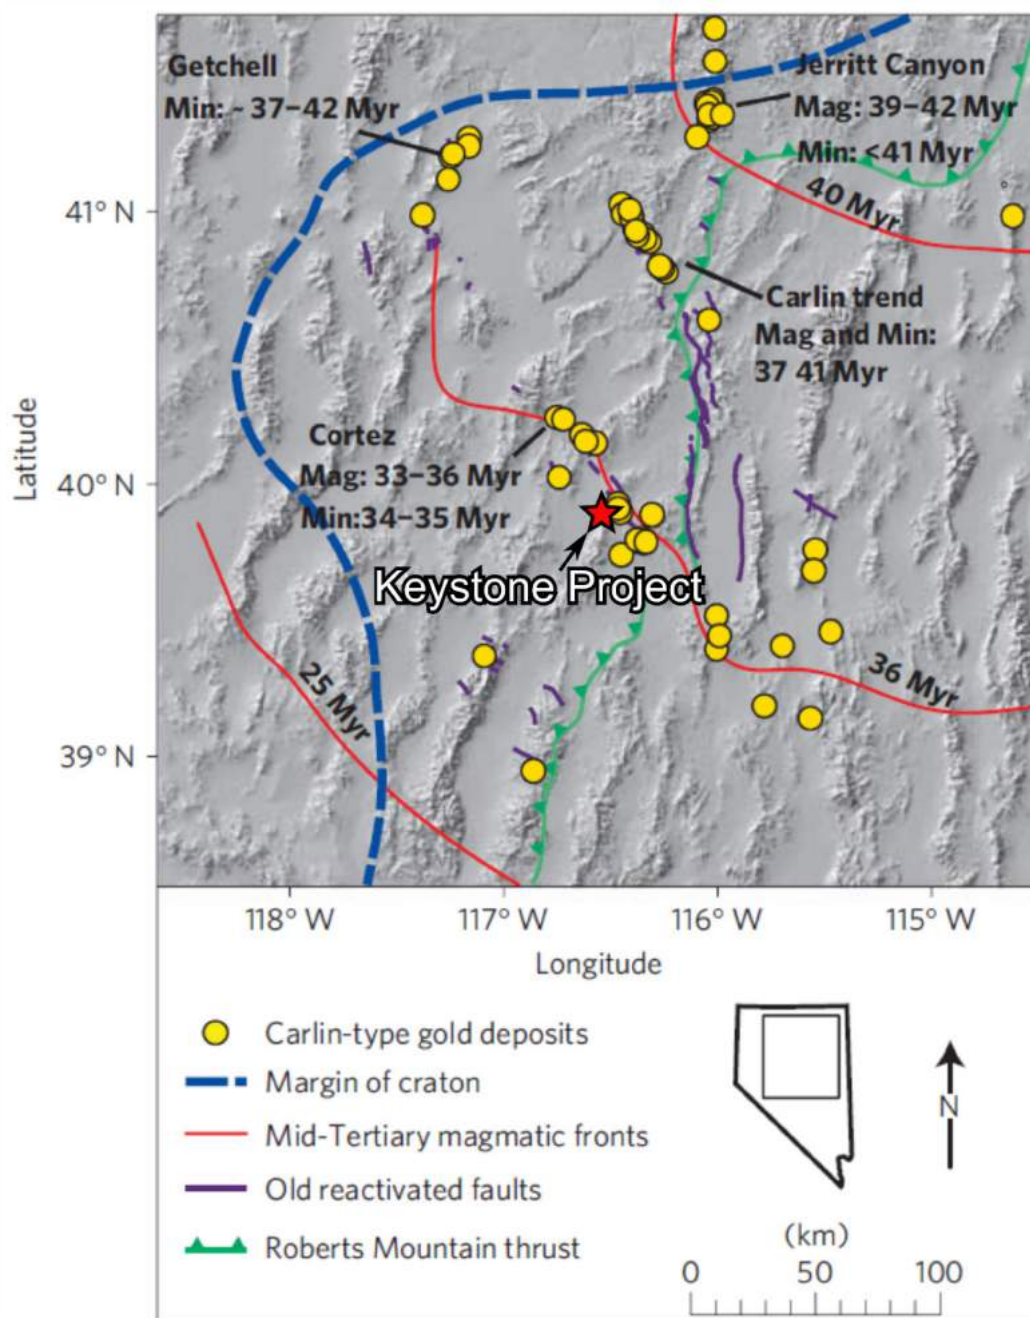 Getchell
Min: ~ 37–42 Myr
Jerritt Canyon
Mag: 39–42 Myr
Min: <41 Myr
40 Myr
41° N
Carlin trend
Mag and Min:
37 41 Myr
Cortez
Mag: 33–36 Myr
Min:34–35 Myr
40° N
Latitude
Keystone Project
25 Myr
36 Myr
39° N
118° W
117° W
116° W
115° W
Longitude
Carlin-type gold deposits
Margin of craton
Mid-Tertiary magmatic fronts
Old reactivated faults
Roberts Mountain thrust
N
(km)
0 50 100